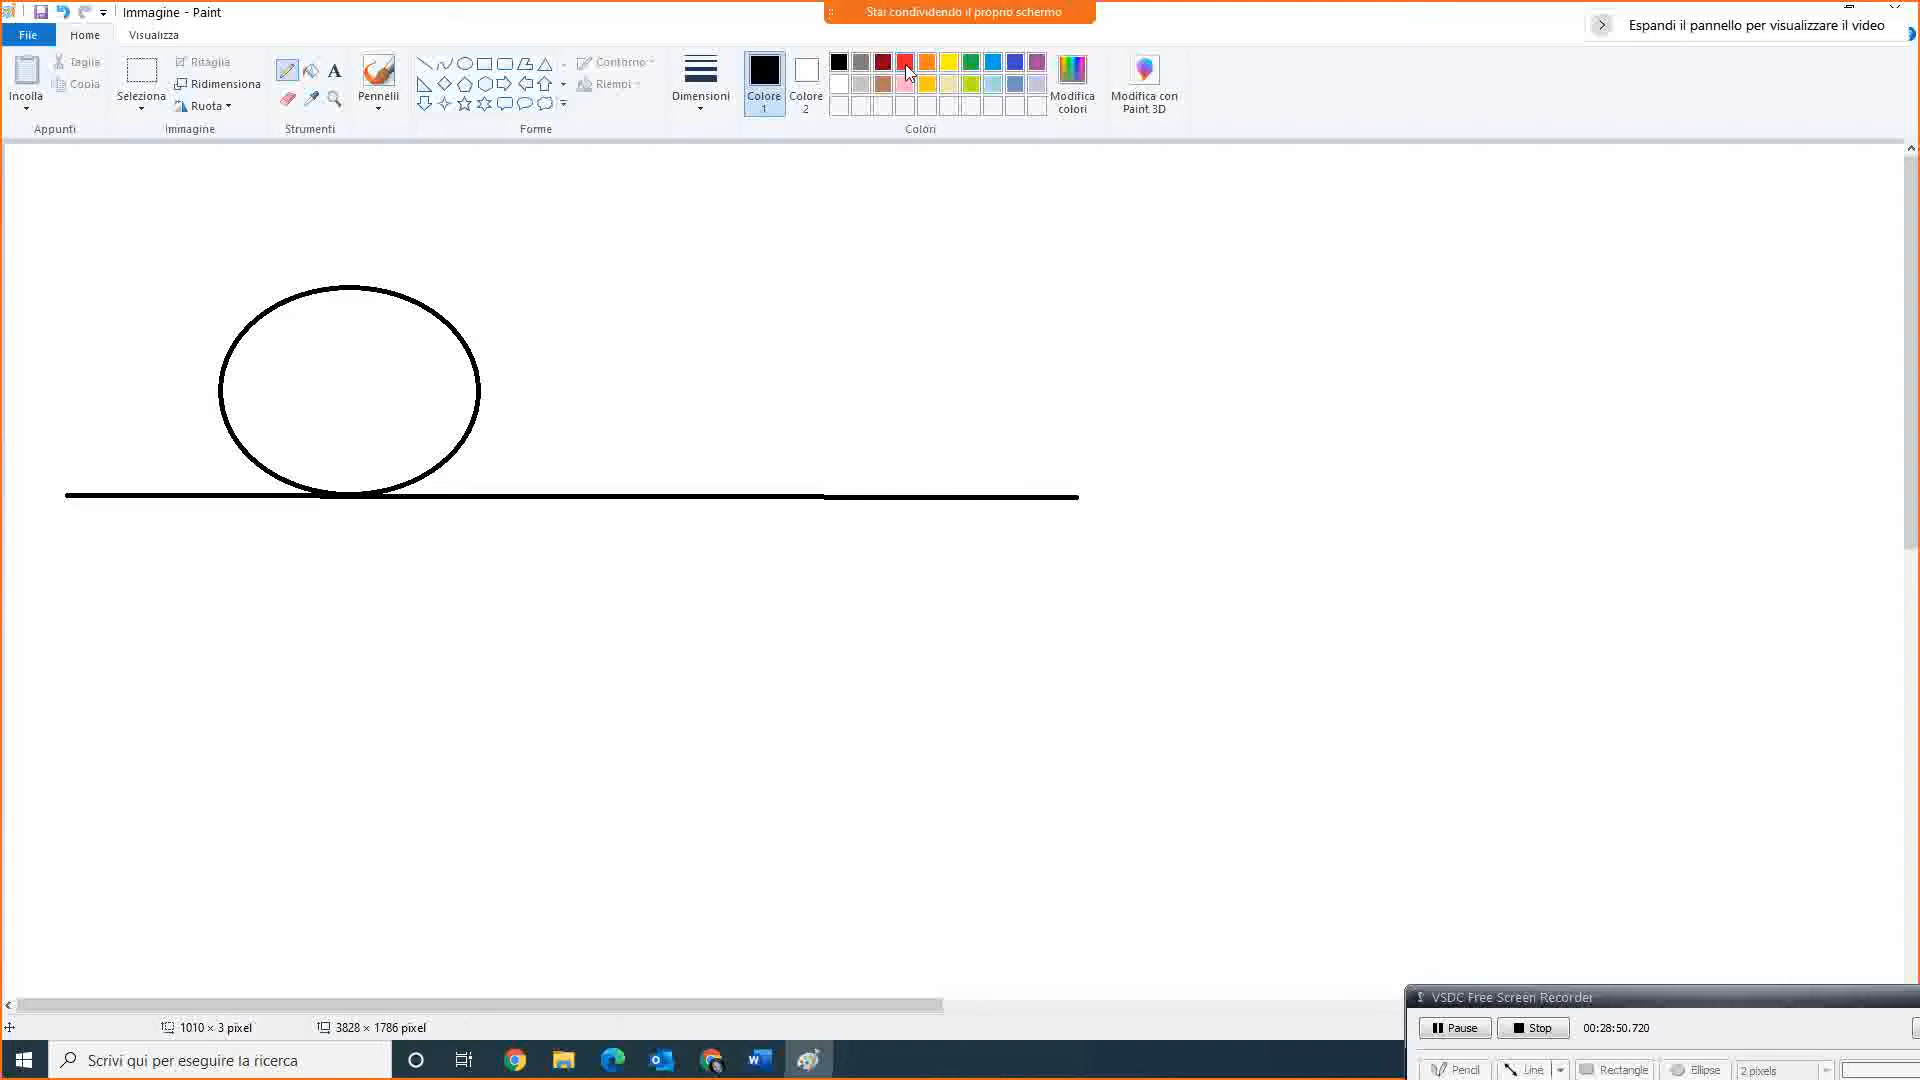 Immagine - Paint
Stai condividendo il proprio schermo
Espandi il pannello per visualizzare il video
File
Home
Visualizza
Incolla
Taglia
Copia
Appunti
Seleziona
Ritaglia
Ridimensiona
Ruota
Immagine
A
Strumenti
Pennelli
Forme
Contorno
Riempi
Dimensioni
Colore
1
Colore
2
Colori
Modifica
colori
Modifica con
Paint 3D
1010 × 3 pixel
3828 × 1786 pixel
VSDC Free Screen Recorder
Pause
Stop
00:28:50.720
Pencil
Line
Rectangle
Ellipse
2 pixels
Scrivi qui per eseguire la ricerca